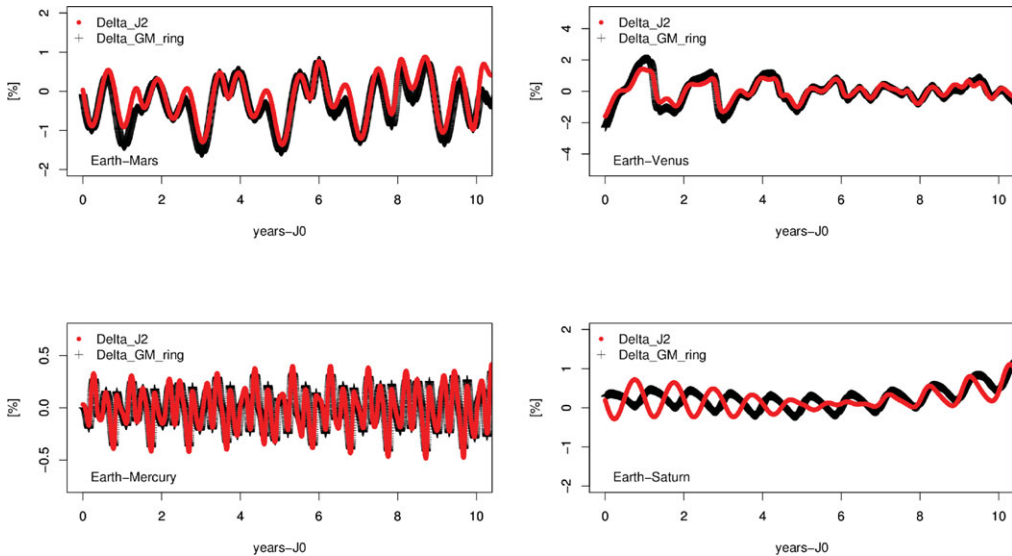 2
1
0
-1
-2
[%]
Delta_J2
Delta_GM_ring
Earth-Mars
0 2 4 6 8 10
years-J0
4
2
0
-2
-4
[%]
Delta_J2
Delta_GM_ring
Earth-Venus
0 2 4 6 8 10
years-J0
0.5
0.0
-0.5
[%]
Delta_J2
Delta_GM_ring
Earth-Mercury
0 2 4 6 8 10
years-J0
2
1
0
1
-2
[%]
Delta_J2
Delta_GM_ring
Earth-Saturn
0 2 4 6 8 10
years-J0